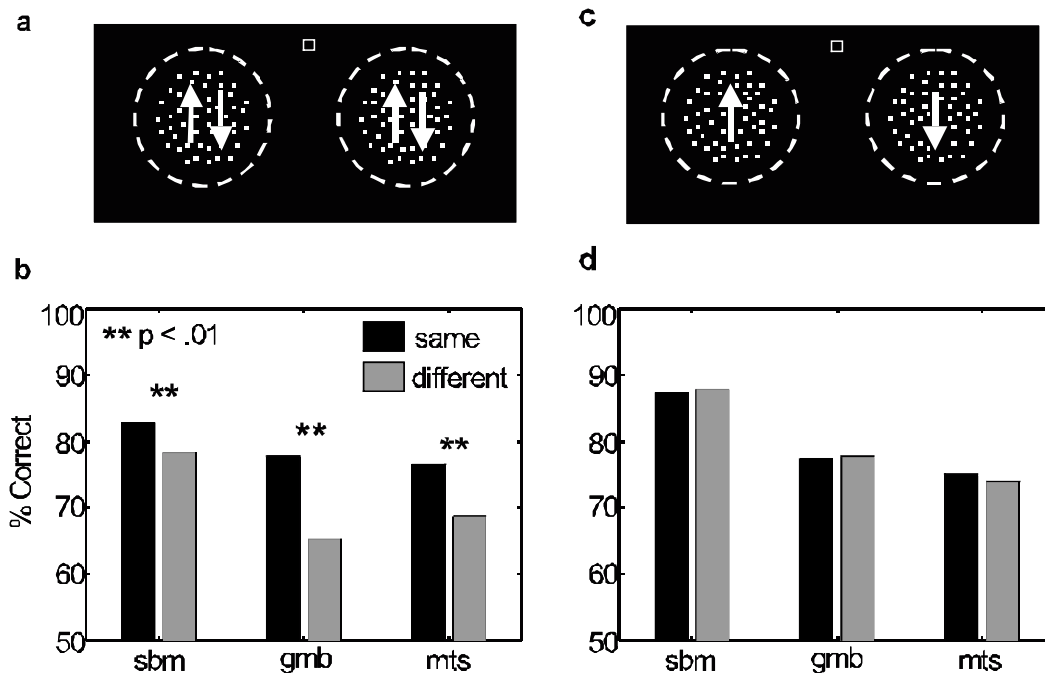 a
c
b
d
% Correct
100
90
80
70
60
50
** p < .01
same
different
**
**
**
sbm
gmb
mts
100
90
80
70
60
50
sbm
gmb
mts